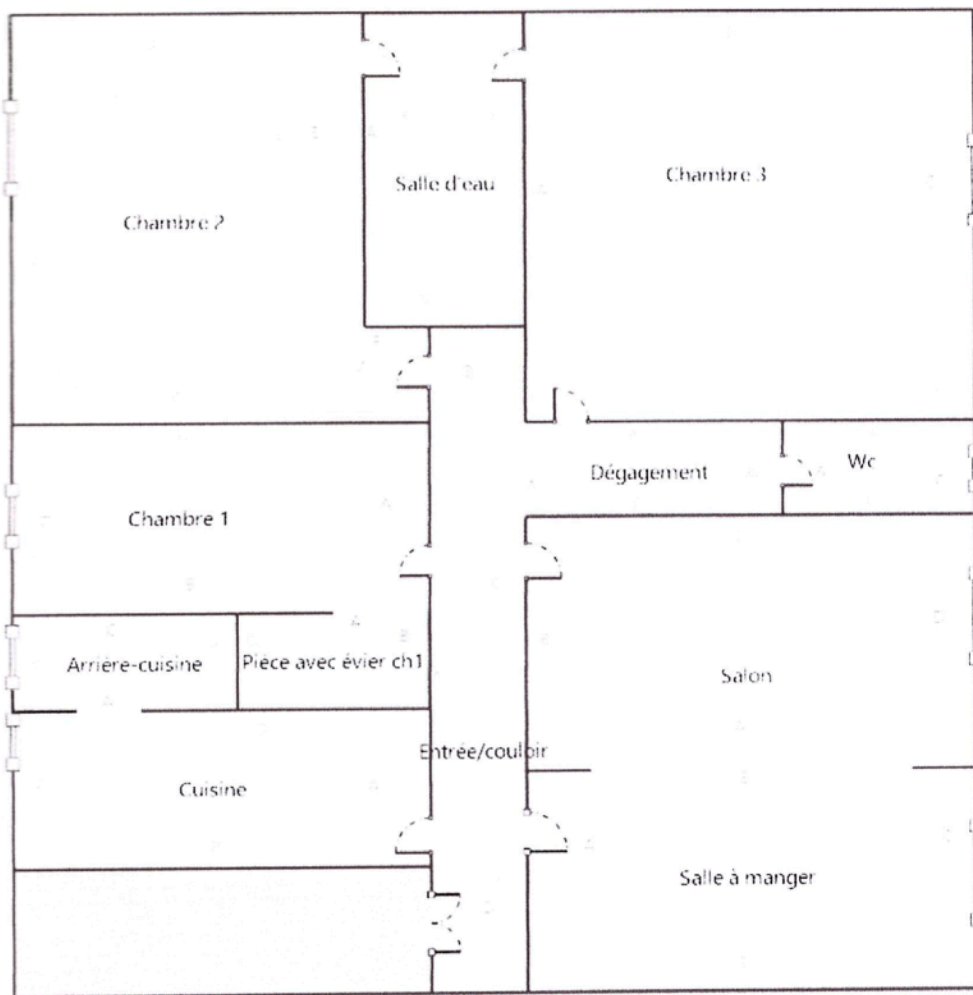 Salle d'eau
Chambre 3
Chambre 2
Dégagement
Wc
Chambre 1
Arrière-cuisine
Pièce avec évier ch1
Salon
Entrée/couloir
Cuisine
Salle à manger